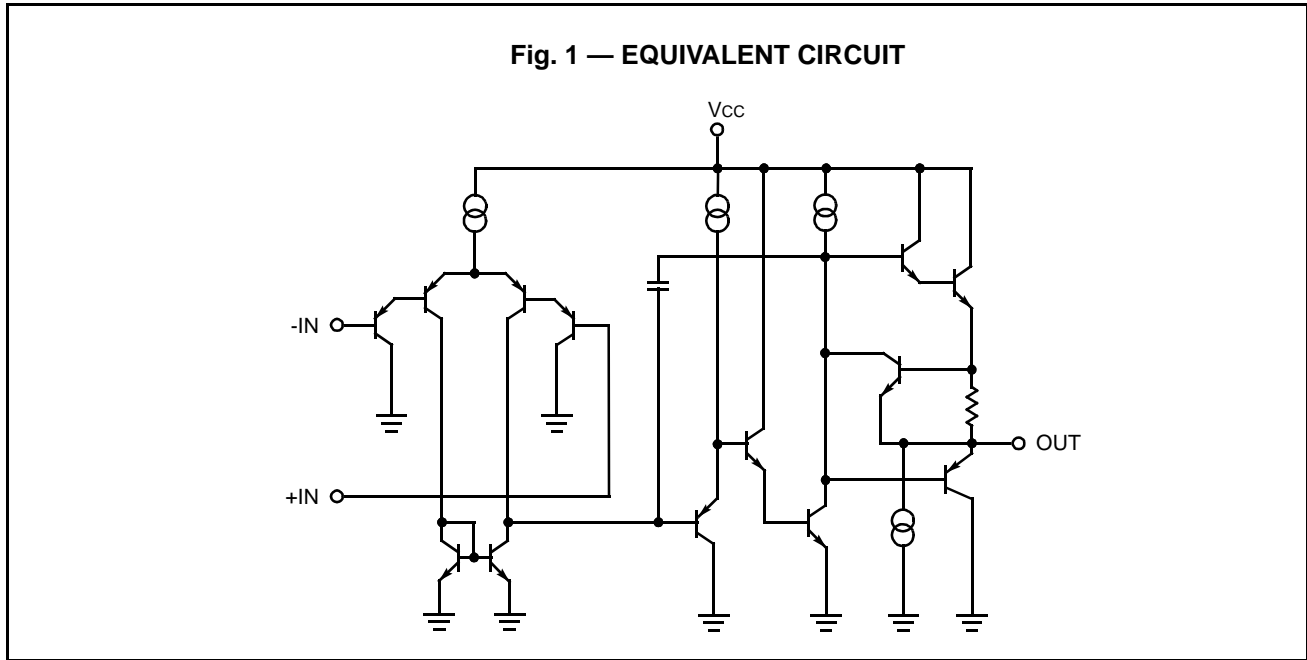 Fig. 1 — EQUIVALENT CIRCUIT
VCC
-IN
OUT
+IN